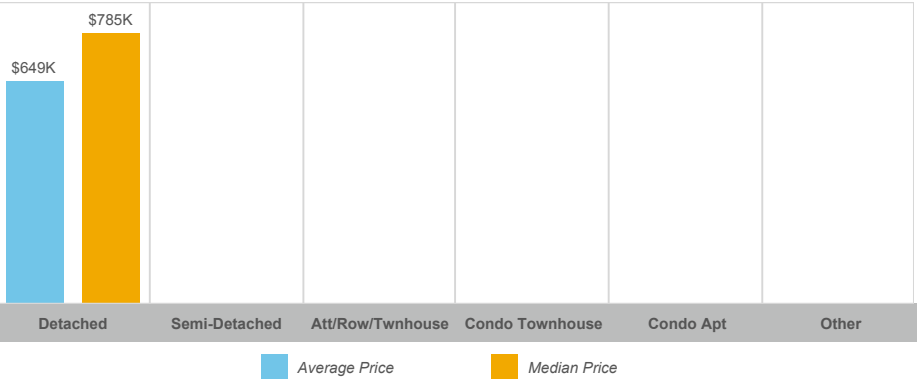 $785K
$649K
Detached Semi-Detached Att/Row/Twnhouse Condo Townhouse Condo Apt Other
Average Price Median Price